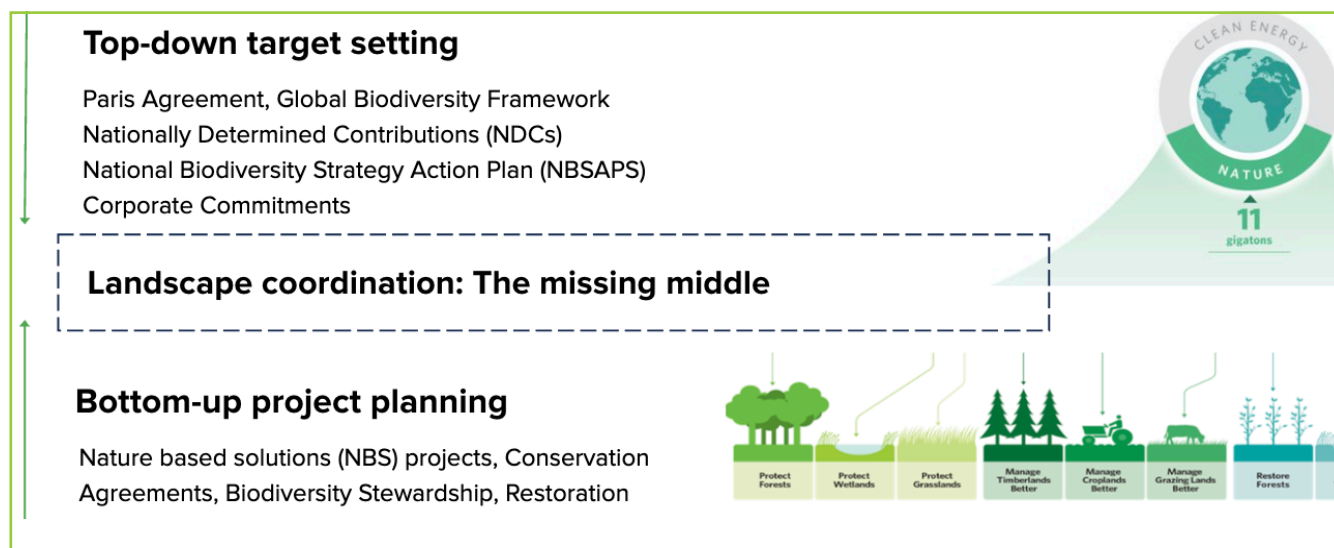 Top-down target setting
Paris Agreement, Global Biodiversity Framework
Nationally Determined Contributions (NDCs)
National Biodiversity Strategy Action Plan (NBSAPS)
Corporate Commitments
CLEAN ENERGY
NATURE
11
gigatons
Landscape coordination: The missing middle
Bottom-up project planning
Nature based solutions (NBS) projects, Conservation
Agreements, Biodiversity Stewardship, Restoration
Protect
Forests
Protect
Wetlands
Protect
Grasslands
Manage
Timberlands
Better
Manage
Croplands
Better
Manage
Grazing Lands
Better
Restore
Forests